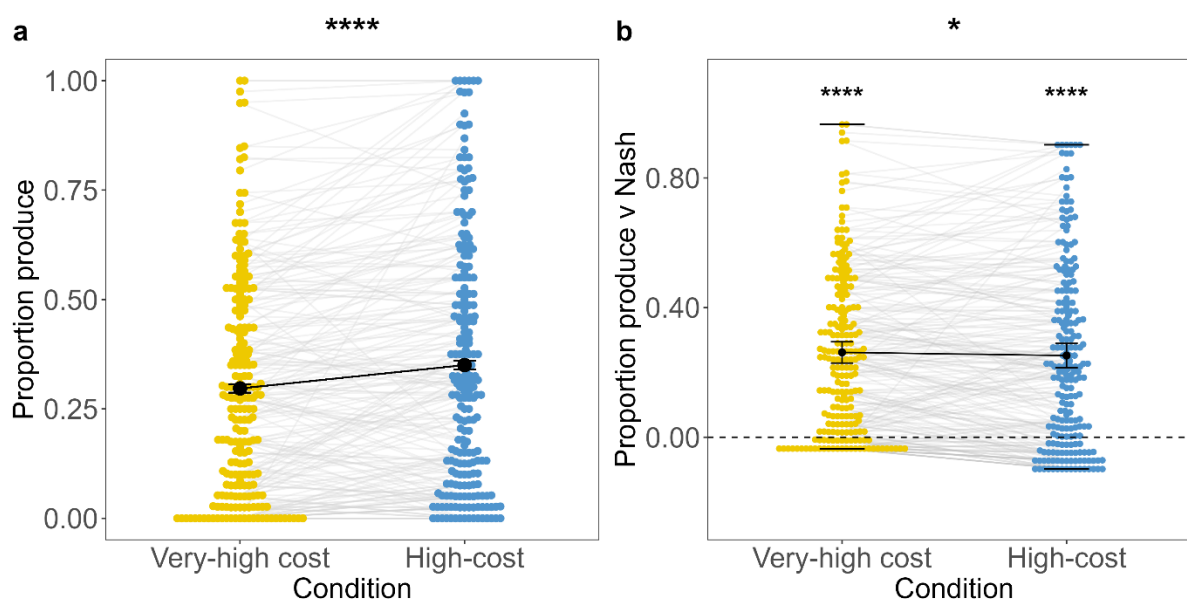 a
****
1.00
0.75
0.50
0.25
0.00
Proportion produce
Very-high cost
High-cost
Condition
b
*
****
****
0.80
0.40
0.00
Proportion produce v Nash
Very-high cost
High-cost
Condition